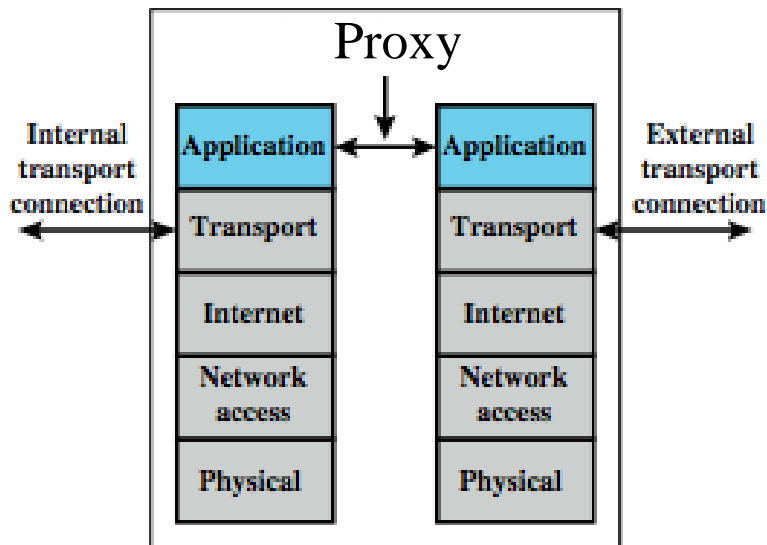 Proxy
Internal
transport
connection
Application
Application
External
transport
connection
Transport
Transport
Internet
Internet
Network
access
Network
access
Physical
Physical